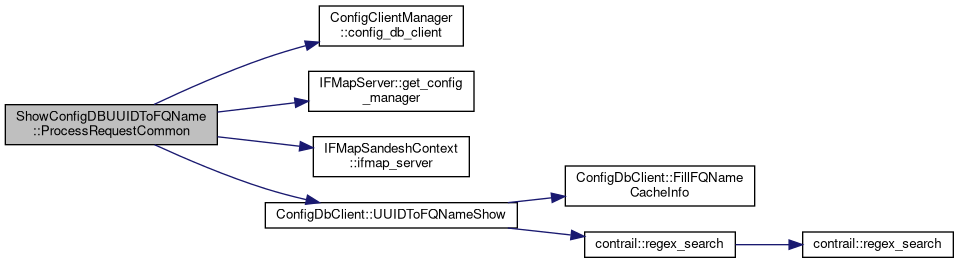 ConfigClientManager
::config_db_client
IFMapServer::get_config
_manager
ShowConfigDBUUIDToFQName
::ProcessRequestCommon
IFMapSandeshContext
::ifmap_server
ConfigDbClient::FillFQName
CacheInfo
ConfigDbClient::UUIDToFQNameShow
contrail::regex_search
contrail::regex_search